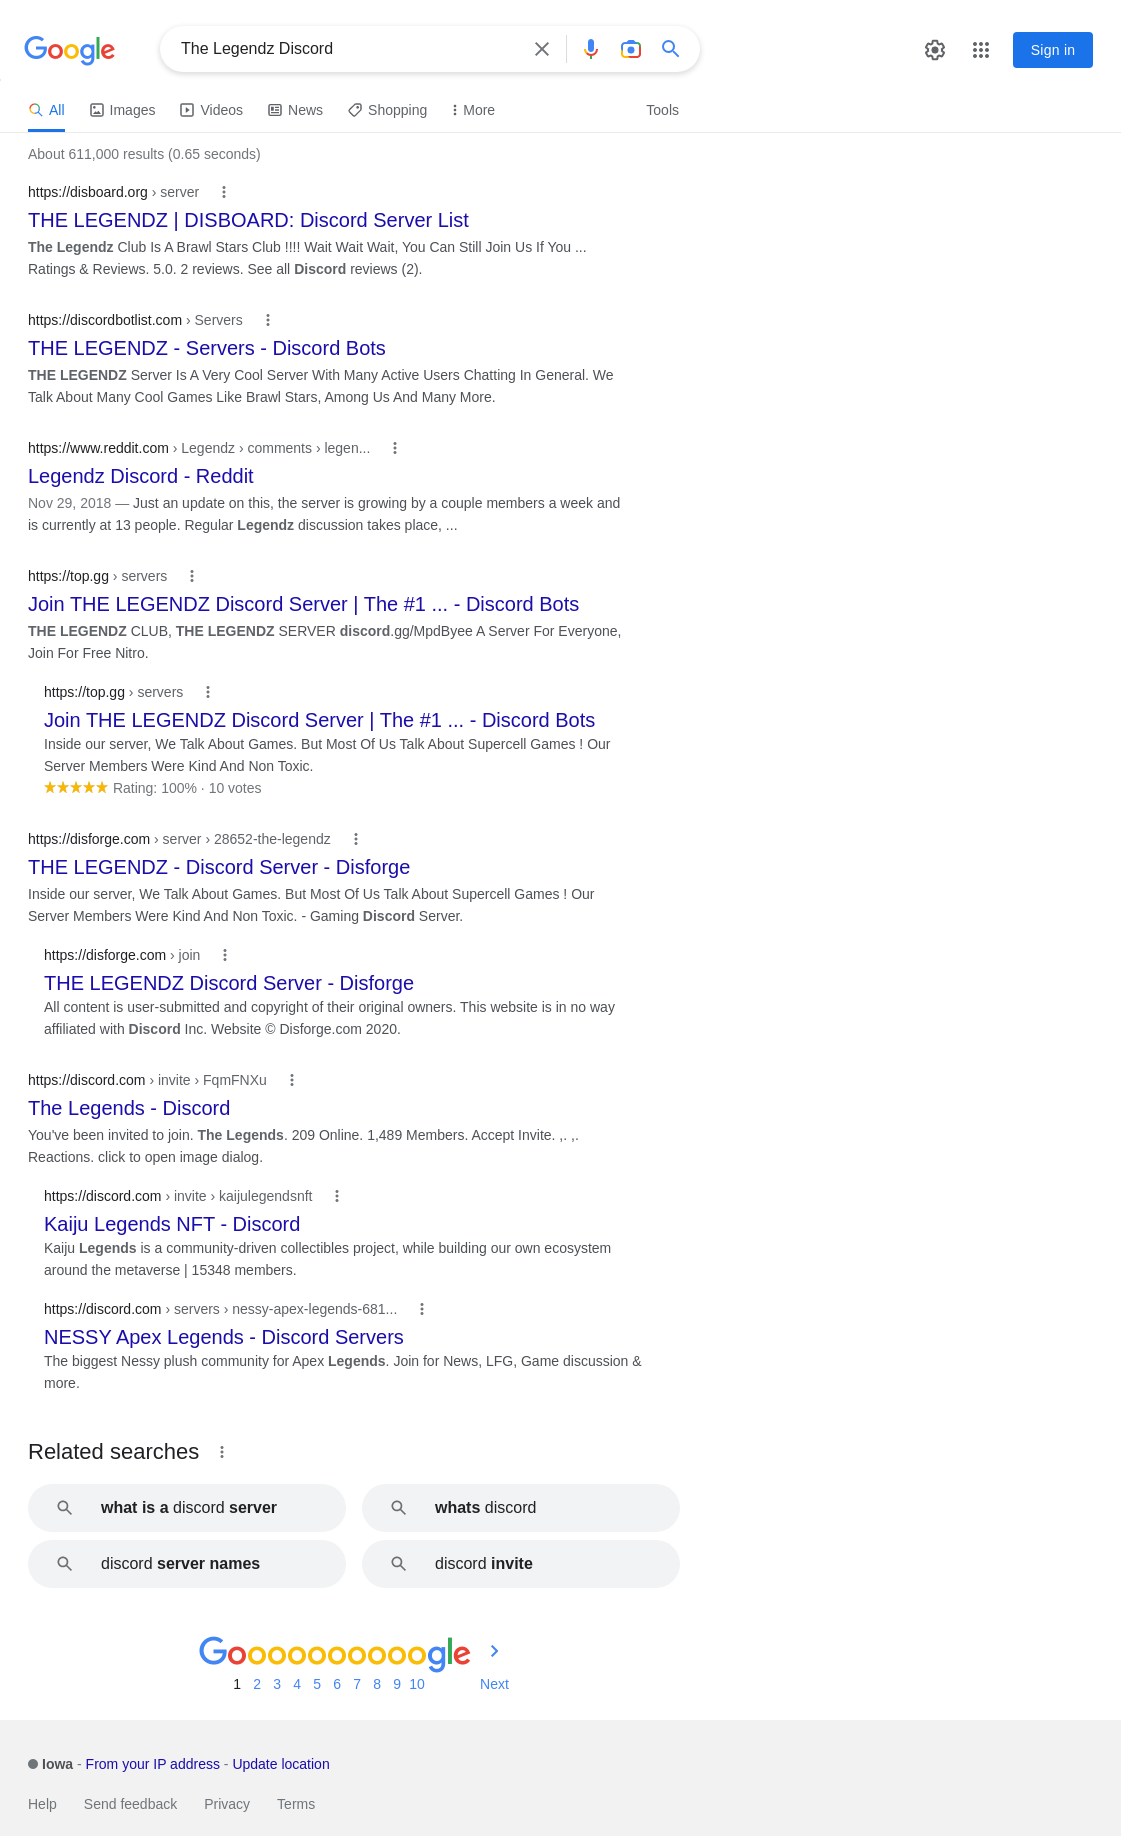 Google
The Legendz Discord
Sign in
All Images Videos News Shopping More Tools
About 611,000 results (0.65 seconds)
https://disboard.org › server
THE LEGENDZ | DISBOARD: Discord Server List
The Legendz Club Is A Brawl Stars Club !!!! Wait Wait Wait, You Can Still Join Us If You ...
Ratings & Reviews. 5.0. 2 reviews. See all Discord reviews (2).
https://discordbotlist.com › Servers
THE LEGENDZ - Servers - Discord Bots
THE LEGENDZ Server Is A Very Cool Server With Many Active Users Chatting In General. We
Talk About Many Cool Games Like Brawl Stars, Among Us And Many More.
https://www.reddit.com › Legendz › comments › legen...
Legendz Discord - Reddit
Nov 29, 2018 — Just an update on this, the server is growing by a couple members a week and
is currently at 13 people. Regular Legendz discussion takes place, ...
https://top.gg › servers
Join THE LEGENDZ Discord Server | The #1 ... - Discord Bots
THE LEGENDZ CLUB, THE LEGENDZ SERVER discord.gg/MpdByee A Server For Everyone,
Join For Free Nitro.
https://top.gg › servers
Join THE LEGENDZ Discord Server | The #1 ... - Discord Bots
Inside our server, We Talk About Games. But Most Of Us Talk About Supercell Games ! Our
Server Members Were Kind And Non Toxic.
Rating: 100% · 10 votes
https://disforge.com › server › 28652-the-legendz
THE LEGENDZ - Discord Server - Disforge
Inside our server, We Talk About Games. But Most Of Us Talk About Supercell Games ! Our
Server Members Were Kind And Non Toxic. - Gaming Discord Server.
https://disforge.com › join
THE LEGENDZ Discord Server - Disforge
All content is user-submitted and copyright of their original owners. This website is in no way
affiliated with Discord Inc. Website © Disforge.com 2020.
https://discord.com › invite › FqmFNXu
The Legends - Discord
You've been invited to join. The Legends. 209 Online. 1,489 Members. Accept Invite. ,. ,.
Reactions. click to open image dialog.
https://discord.com › invite › kaijulegendsnft
Kaiju Legends NFT - Discord
Kaiju Legends is a community-driven collectibles project, while building our own ecosystem
around the metaverse | 15348 members.
https://discord.com › servers › nessy-apex-legends-681...
NESSY Apex Legends - Discord Servers
The biggest Nessy plush community for Apex Legends. Join for News, LFG, Game discussion &
more.
Related searches
what is a discord server
whats discord
discord server names
discord invite
Goooooooooogle
1 2 3 4 5 6 7 8 9 10 Next
Iowa - From your IP address - Update location
Help Send feedback Privacy Terms